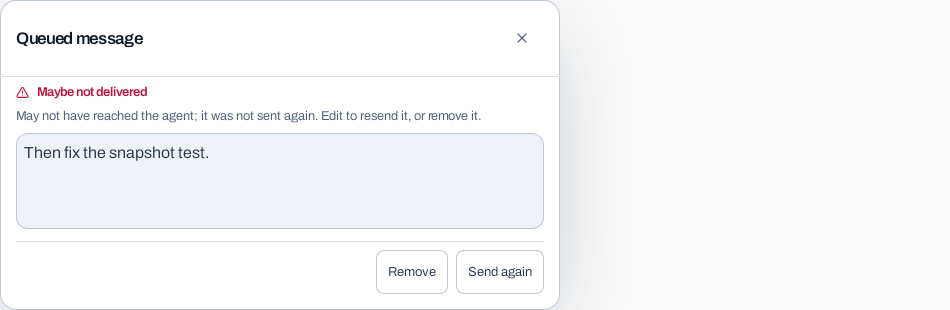 Queued message
Maybe not delivered
May not have reached the agent; it was not sent again. Edit to resend it, or remove it.
Then fix the snapshot test.
Remove
Send again